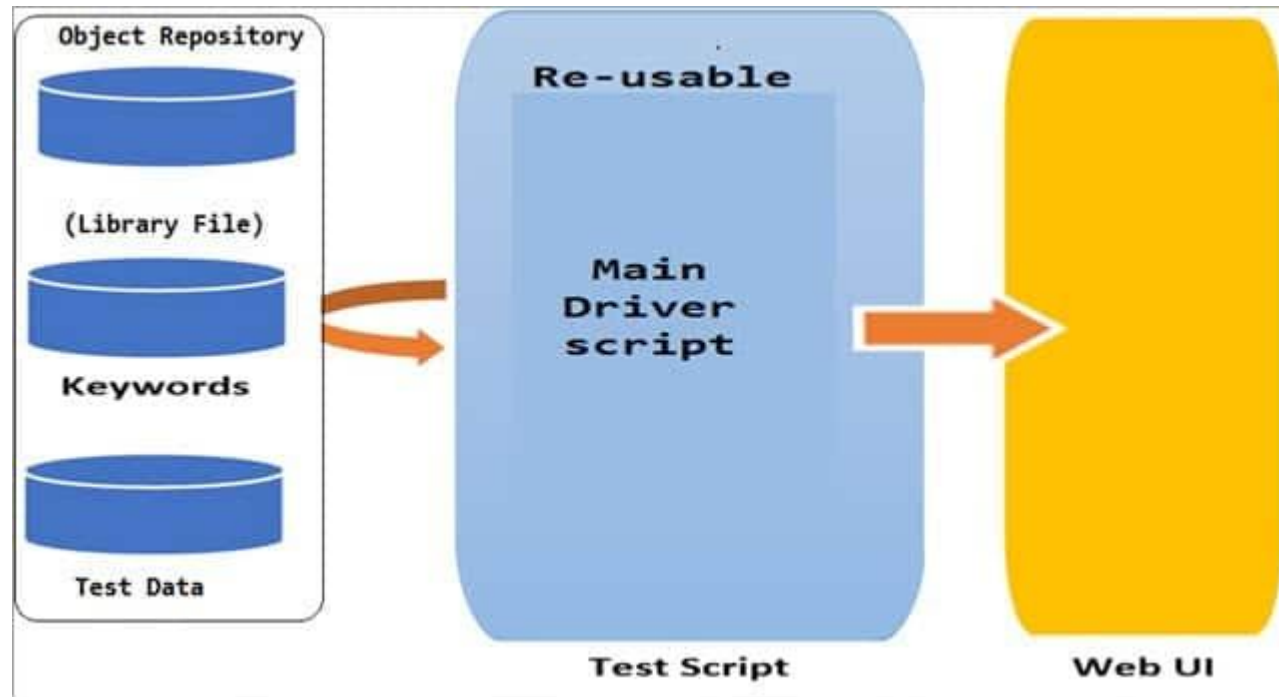 Object Repository
(Library File)
Keywords
Test Data
Re-usable
Main
Driver
script
Test Script
Web UI